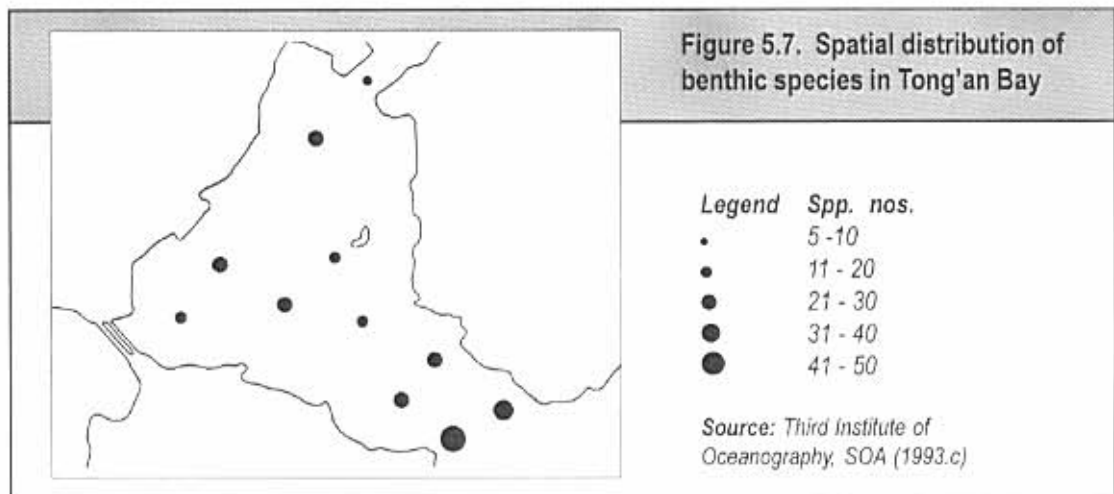 Figure 5.7. Spatial distribution of
benthic species in Tong'an Bay
Legend Spp. nos.
5 -10
11 - 20
21 - 30
31 - 40
41 - 50
Source: Third Institute of
Oceanography, SOA (1993.c)